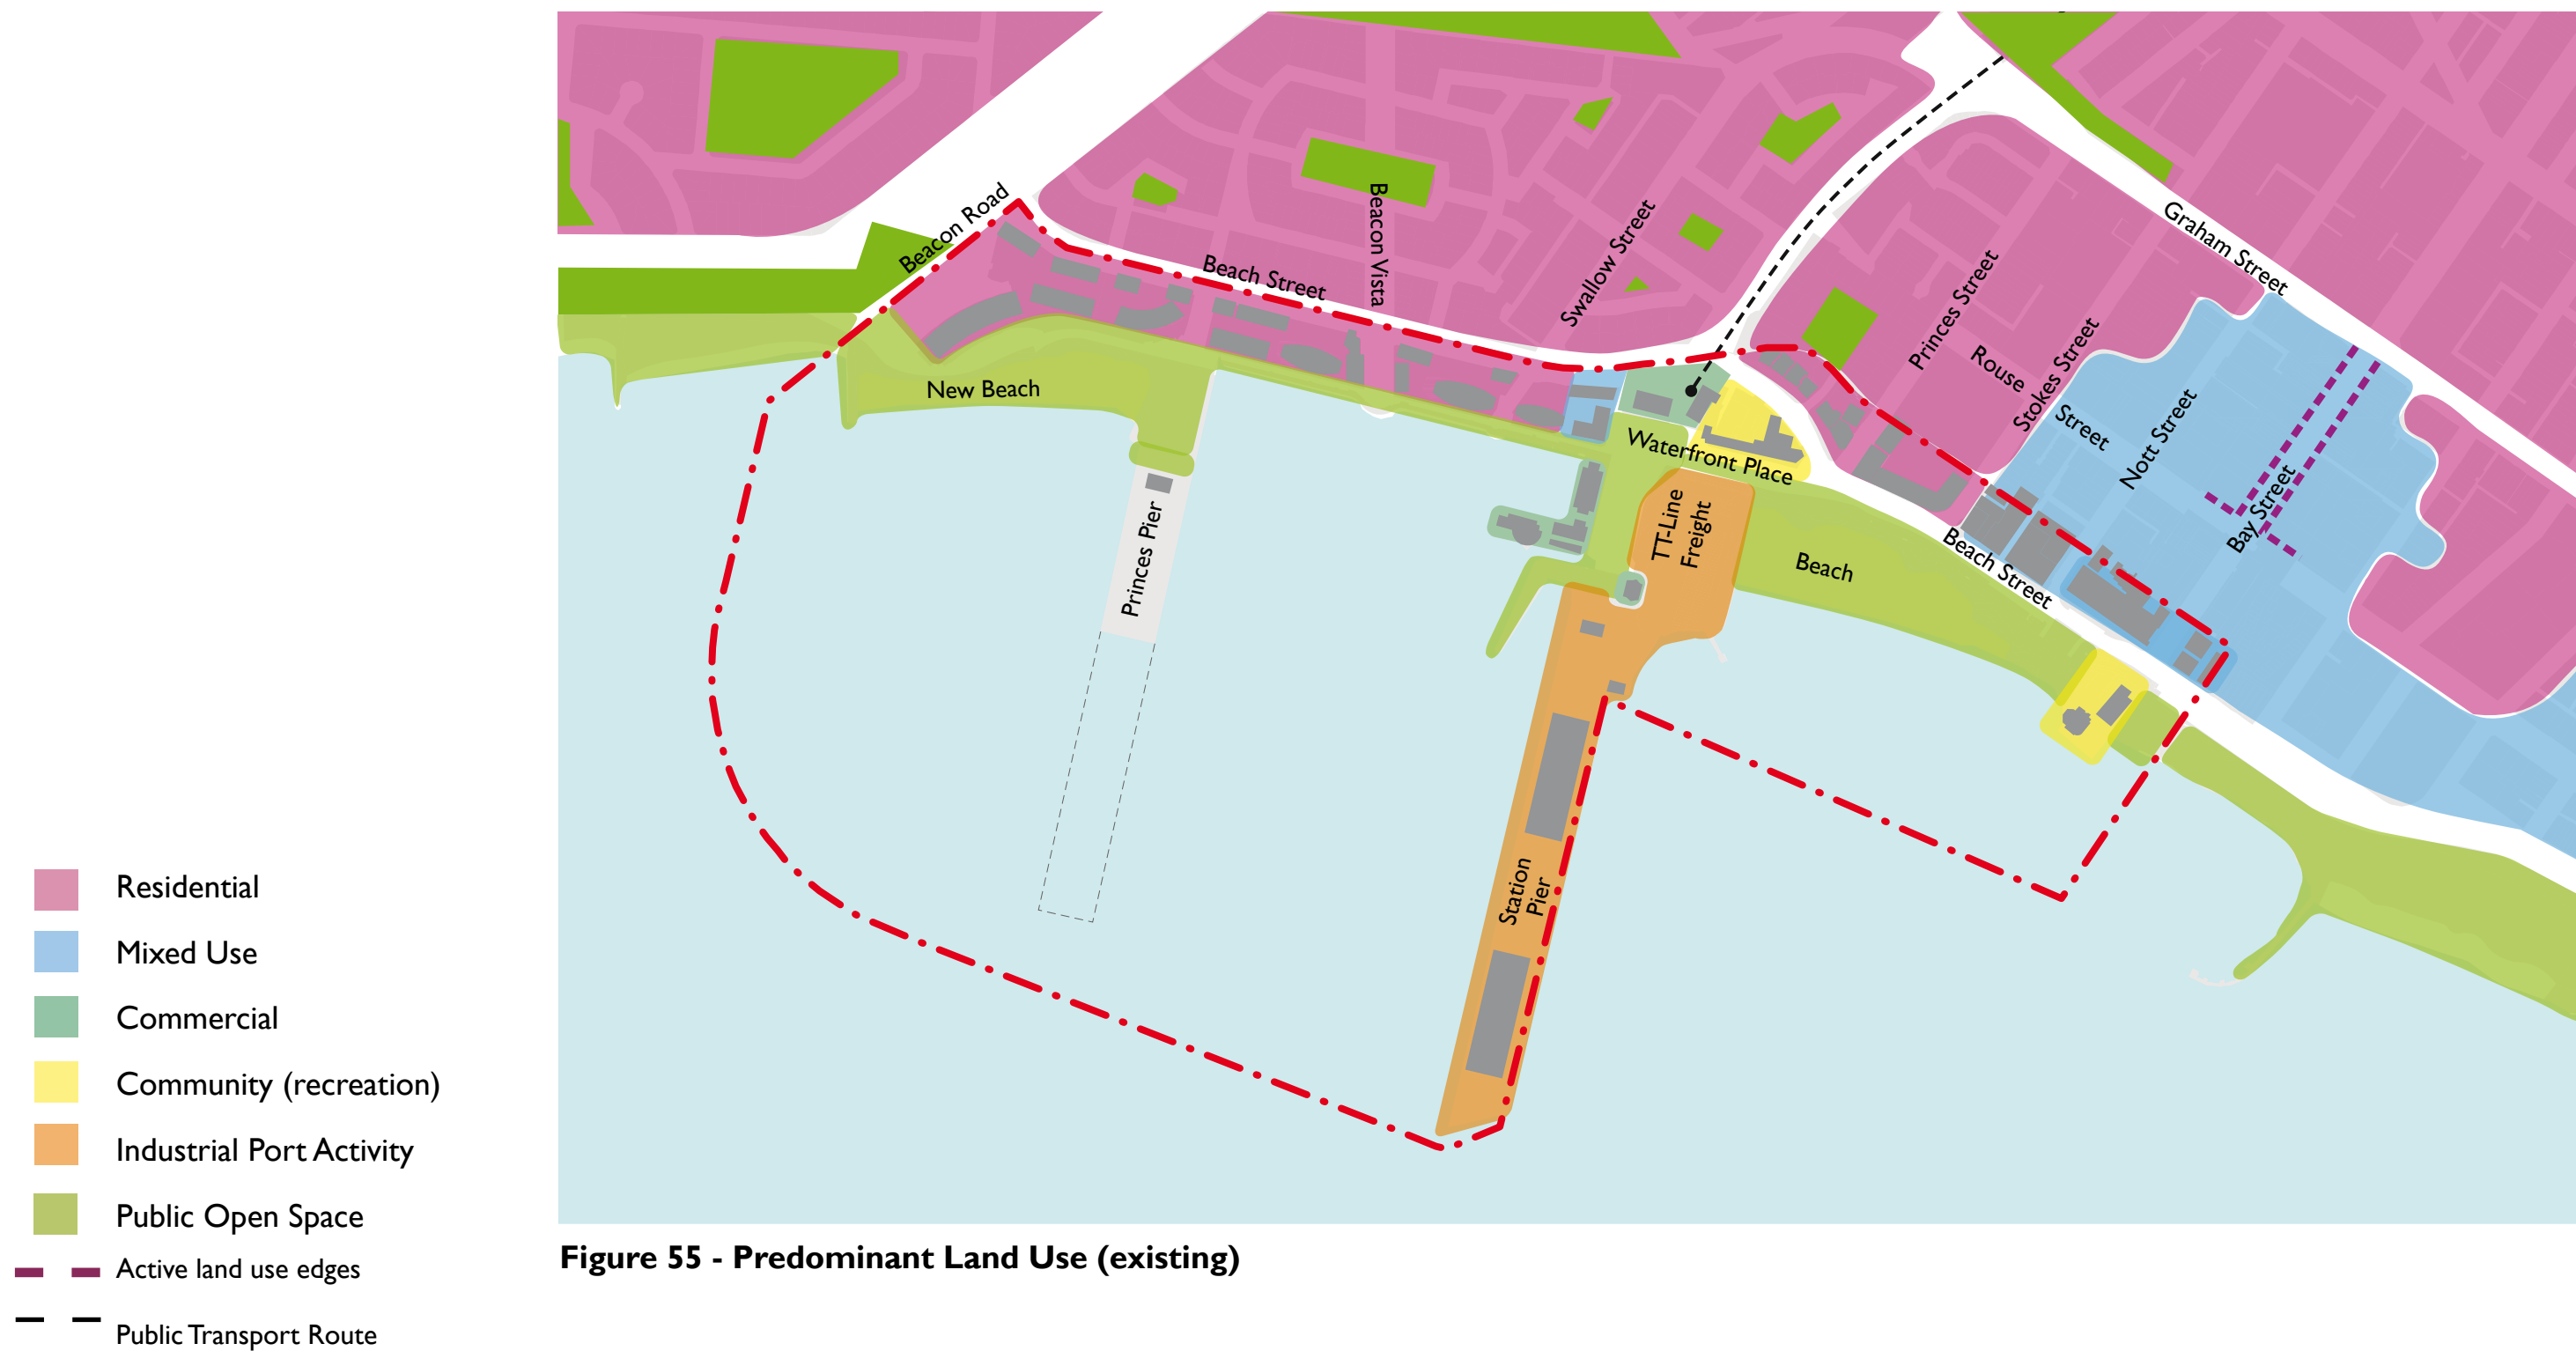 Beacon Road
Beach Street
Beacon Vista
Swallow Street
Princes Street
Rouse
Street
Stokes Street
Nott Street
Bay Street
Graham Street
New Beach
Waterfront Place
TT-Line
Freight
Beach
Beach Street
Princes Pier
Station
Pier
Residential
Mixed Use
Commercial
Community (recreation)
Industrial Port Activity
Public Open Space
Active land use edges
Public Transport Route
Figure 55 - Predominant Land Use (existing)